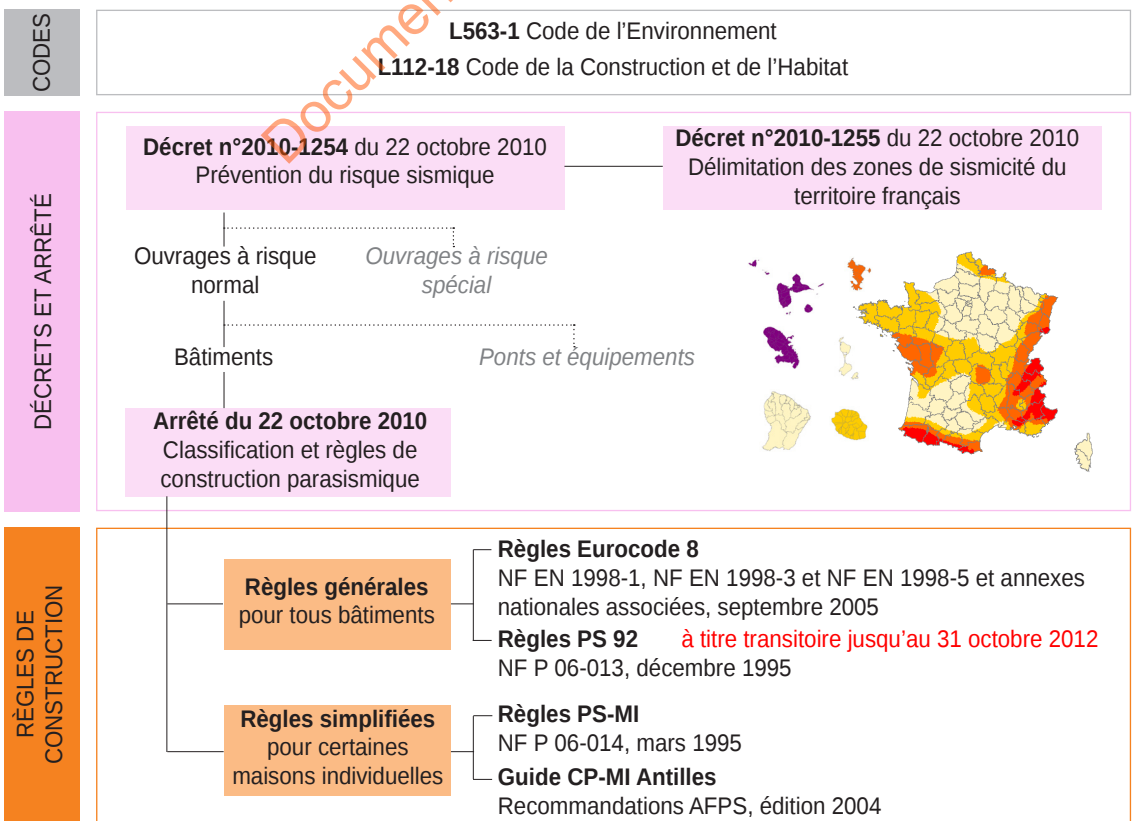 CODES
L563-1 Code de l'Environnement
L112-18 Code de la Construction et de l'Habitat
Document
DÉCRETS ET ARRÊTÉ
Décret n°2010-1254 du 22 octobre 2010
Prévention du risque sismique
Décret n°2010-1255 du 22 octobre 2010
Délimitation des zones de sismicité du
territoire français
Ouvrages à risque
normal
Ouvrages à risque
spécial
Bâtiments
Ponts et équipements
Arrêté du 22 octobre 2010
Classification et règles de
construction parasismique
RÈGLES DE
CONSTRUCTION
Règles générales
pour tous bâtiments
Règles Eurocode 8
NF EN 1998-1, NF EN 1998-3 et NF EN 1998-5 et annexes
nationales associées, septembre 2005
Règles PS 92 à titre transitoire jusqu'au 31 octobre 2012
NF P 06-013, décembre 1995
Règles simplifiées
pour certaines
maisons individuelles
Règles PS-MI
NF P 06-014, mars 1995
Guide CP-MI Antilles
Recommandations AFPS, édition 2004